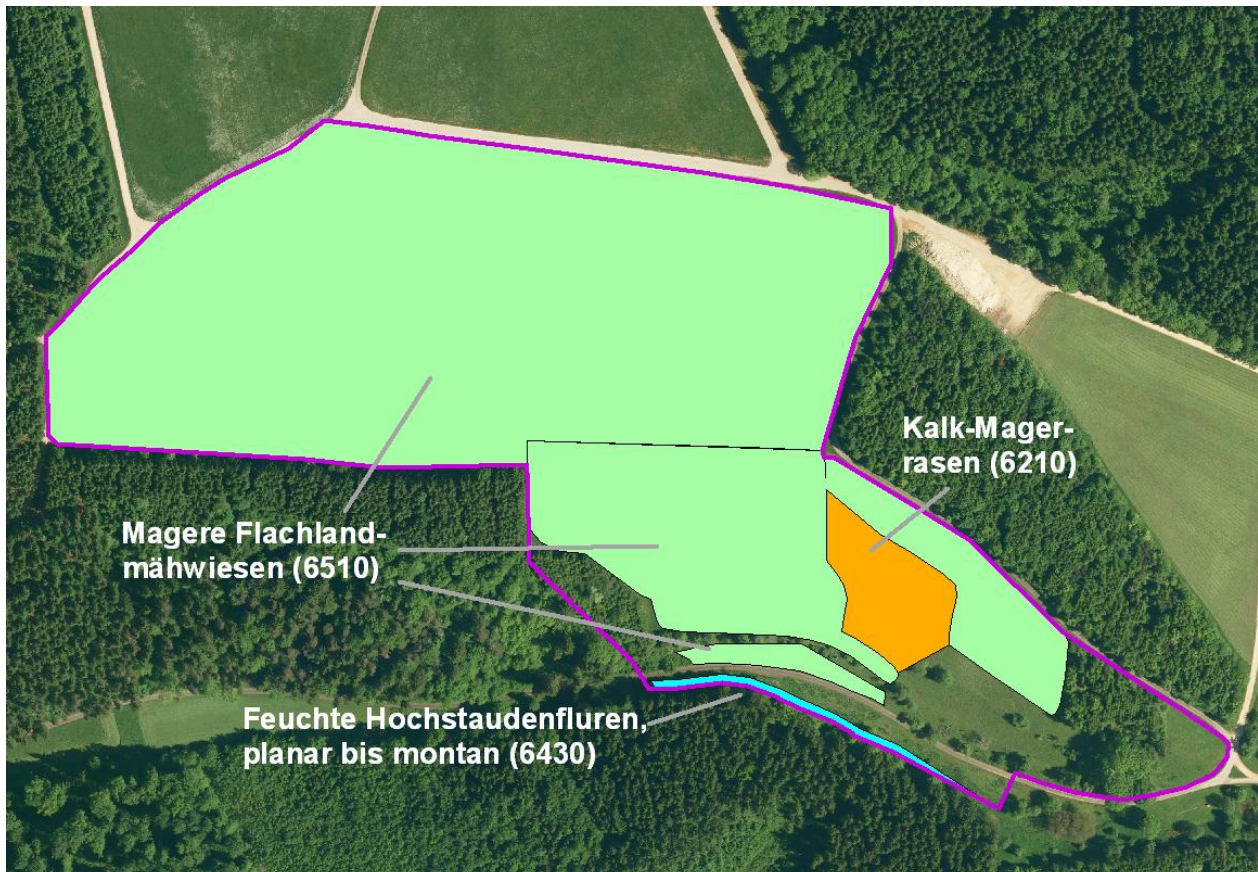 Kalk-Mager-
rasen (6210)
Magere Flachland-
mähwiesen (6510)
Feuchte Hochstaudenfluren,
planar bis montan (6430)